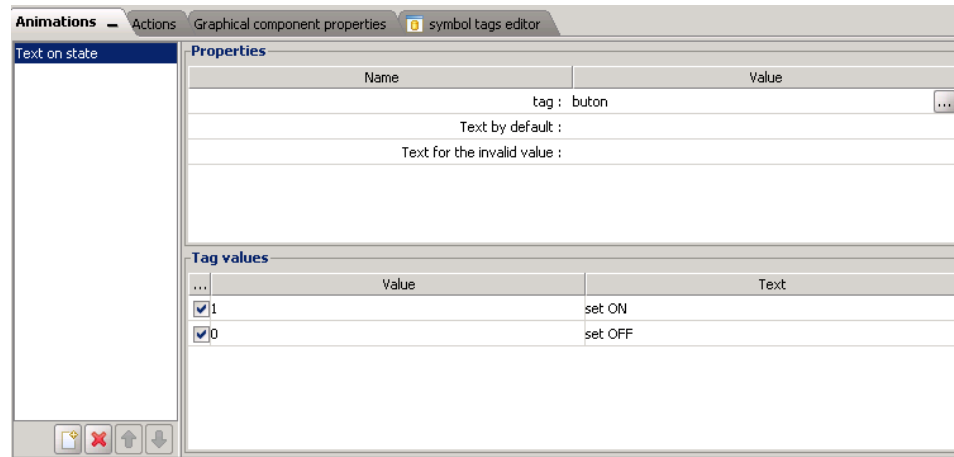 Animations Actions Graphical component properties symbol tags editor
Text on state
Properties
Name Value
tag : buton ...
Text by default :
Text for the invalid value :
Tag values
... Value Text
1 set ON
0 set OFF